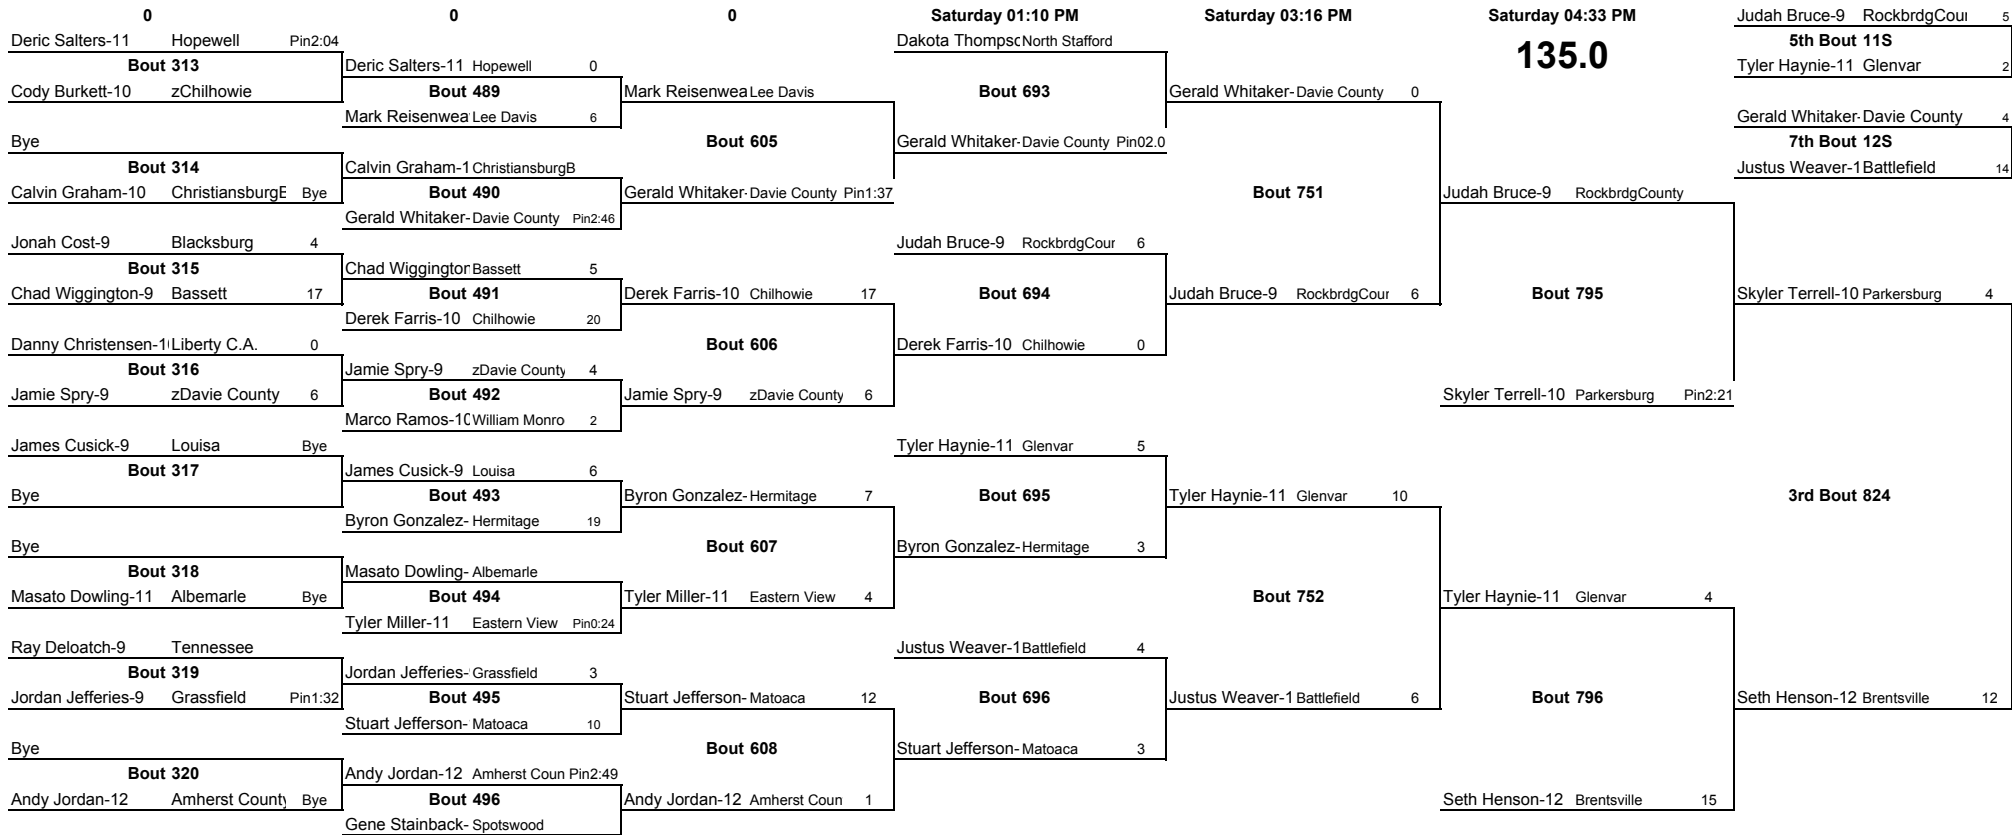 0 0 0 Saturday 01:10 PM Saturday 03:16 PM Saturday 04:33 PM Judah Bruce-9 RockbrdgCour 5
Deric Salters-11 Hopewell Pin2:04 Dakota Thompsc North Stafford 135.0 5th Bout 11S
Bout 313 Deric Salters-11 Hopewell 0 Tyler Haynie-11 Glenvar 2
Cody Burkett-10 zChilhowie Bout 489 Mark Reisenwea Lee Davis Bout 693 Gerald Whitaker- Davie County 0
Mark Reisenwea Lee Davis 6 Gerald Whitaker- Davie County 4
Bye Bout 605 Gerald Whitaker- Davie County Pin02.0 7th Bout 12S
Bout 314 Calvin Graham-1 ChristiansburgB Justus Weaver-1 Battlefield 14
Calvin Graham-10 ChristiansburgE Bye Bout 490 Gerald Whitaker- Davie County Pin1:37 Bout 751 Judah Bruce-9 RockbrdgCounty
Gerald Whitaker- Davie County Pin2:46
Jonah Cost-9 Blacksburg 4 Judah Bruce-9 RockbrdgCour 6
Bout 315 Chad Wiggington Bassett 5
Chad Wiggington-9 Bassett 17 Bout 491 Derek Farris-10 Chilhowie 17 Bout 694 Judah Bruce-9 RockbrdgCour 6 Bout 795 Skyler Terrell-10 Parkersburg 4
Derek Farris-10 Chilhowie 20
Danny Christensen-1( Liberty C.A. 0 Bout 606 Derek Farris-10 Chilhowie 0
Bout 316 Jamie Spry-9 zDavie County 4
Jamie Spry-9 zDavie County 6 Bout 492 Jamie Spry-9 zDavie County 6 Skyler Terrell-10 Parkersburg Pin2:21
Marco Ramos-1( William Monro 2
James Cusick-9 Louisa Bye Tyler Haynie-11 Glenvar 5
Bout 317 James Cusick-9 Louisa 6
Bye Bout 493 Byron Gonzalez- Hermitage 7 Bout 695 Tyler Haynie-11 Glenvar 10 3rd Bout 824
Byron Gonzalez- Hermitage 19
Bye Bout 607 Byron Gonzalez- Hermitage 3
Bout 318 Masato Dowling- Albemarle
Masato Dowling-11 Albemarle Bye Bout 494 Tyler Miller-11 Eastern View 4 Bout 752 Tyler Haynie-11 Glenvar 4
Tyler Miller-11 Eastern View Pin0:24
Ray Deloatch-9 Tennessee Justus Weaver-1 Battlefield 4
Bout 319 Jordan Jefferies- Grassfield 3
Jordan Jefferies-9 Grassfield Pin1:32 Bout 495 Stuart Jefferson- Matoaca 12 Bout 696 Justus Weaver-1 Battlefield 6 Bout 796 Seth Henson-12 Brentsville 12
Stuart Jefferson- Matoaca 10
Bye Bout 608 Stuart Jefferson- Matoaca 3
Bout 320 Andy Jordan-12 Amherst Coun Pin2:49
Andy Jordan-12 Amherst County Bye Bout 496 Andy Jordan-12 Amherst Coun 1 Seth Henson-12 Brentsville 15
Gene Stainback- Spotswood